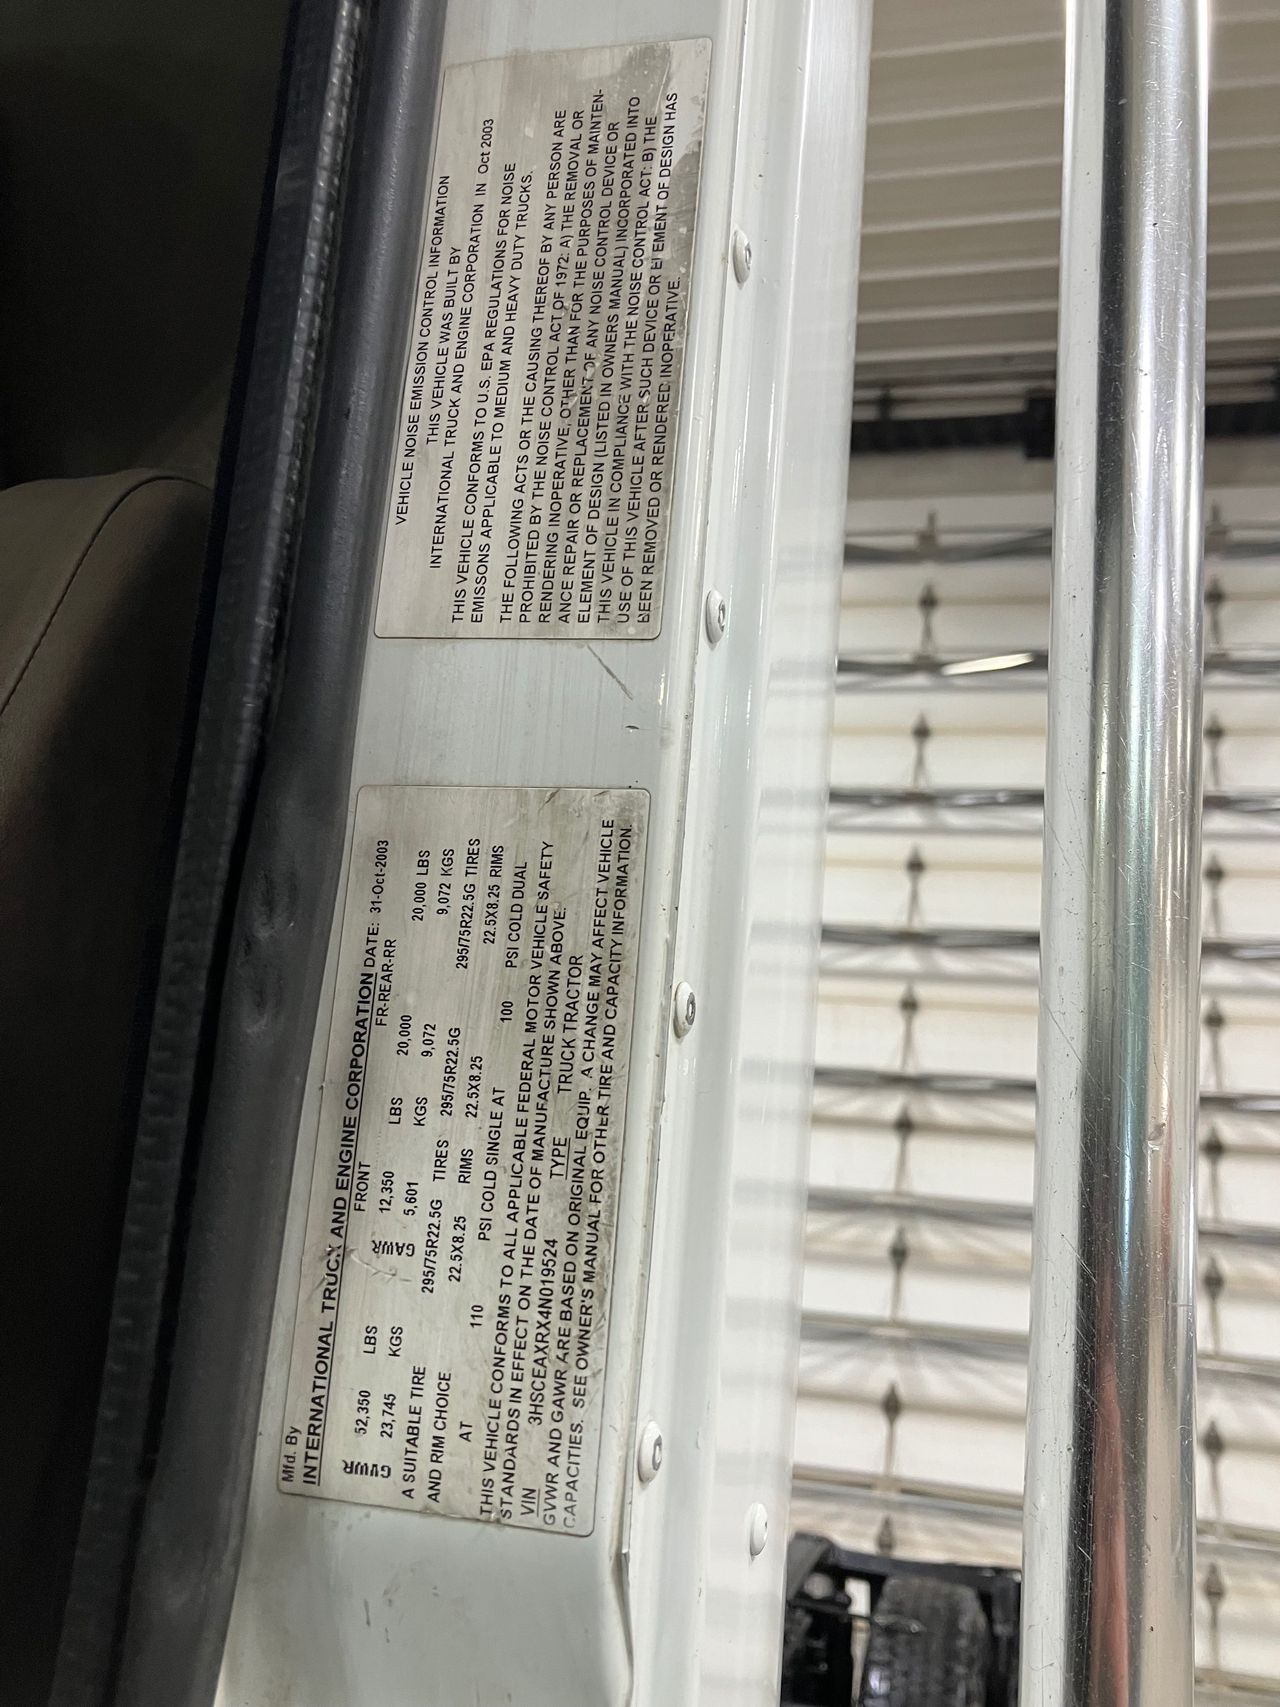 Mfd. By
INTERNATIONAL TRUCK AND ENGINE CORPORATION DATE: 31-Oct-2003
FRONT FR-REAR-RR
GVWR 52,350 LBS GAWR 12,350 LBS 20,000 20,000 LBS
23,745 KGS 5,601 KGS 9,072 9,072 KGS
A SUITABLE TIRE 295/75R22.5G TIRES 295/75R22.5G 295/75R22.5G TIRES
AND RIM CHOICE 22.5X8.25 RIMS 22.5X8.25 22.5X8.25 RIMS
AT 110 PSI COLD SINGLE AT 100 PSI COLD DUAL
THIS VEHICLE CONFORMS TO ALL APPLICABLE FEDERAL MOTOR VEHICLE SAFETY
STANDARDS IN EFFECT ON THE DATE OF MANUFACTURE SHOWN ABOVE.
VIN 3HSCEAXRX4N019524 TYPE TRUCK TRACTOR
GVWR AND GAWR ARE BASED ON ORIGINAL EQUIP. A CHANGE MAY AFFECT VEHICLE
CAPACITIES. SEE OWNER'S MANUAL FOR OTHER TIRE AND CAPACITY INFORMATION.
VEHICLE NOISE EMISSION CONTROL INFORMATION
THIS VEHICLE WAS BUILT BY
INTERNATIONAL TRUCK AND ENGINE CORPORATION IN Oct 2003
THIS VEHICLE CONFORMS TO U.S. EPA REGULATIONS FOR NOISE
EMISSONS APPLICABLE TO MEDIUM AND HEAVY DUTY TRUCKS.
THE FOLLOWING ACTS OR THE CAUSING THEREOF BY ANY PERSON ARE
PROHIBITED BY THE NOISE CONTROL ACT OF 1972: A) THE REMOVAL OR
RENDERING INOPERATIVE, OTHER THAN FOR THE PURPOSES OF MAINTEN-
ANCE REPAIR OR REPLACEMENT OF ANY NOISE CONTROL DEVICE OR
ELEMENT OF DESIGN (LISTED IN OWNERS MANUAL) INCORPORATED INTO
THIS VEHICLE IN COMPLIANCE WITH THE NOISE CONTROL ACT: B) THE
USE OF THIS VEHICLE AFTER SUCH DEVICE OR ELEMENT OF DESIGN HAS
BEEN REMOVED OR RENDERED INOPERATIVE.